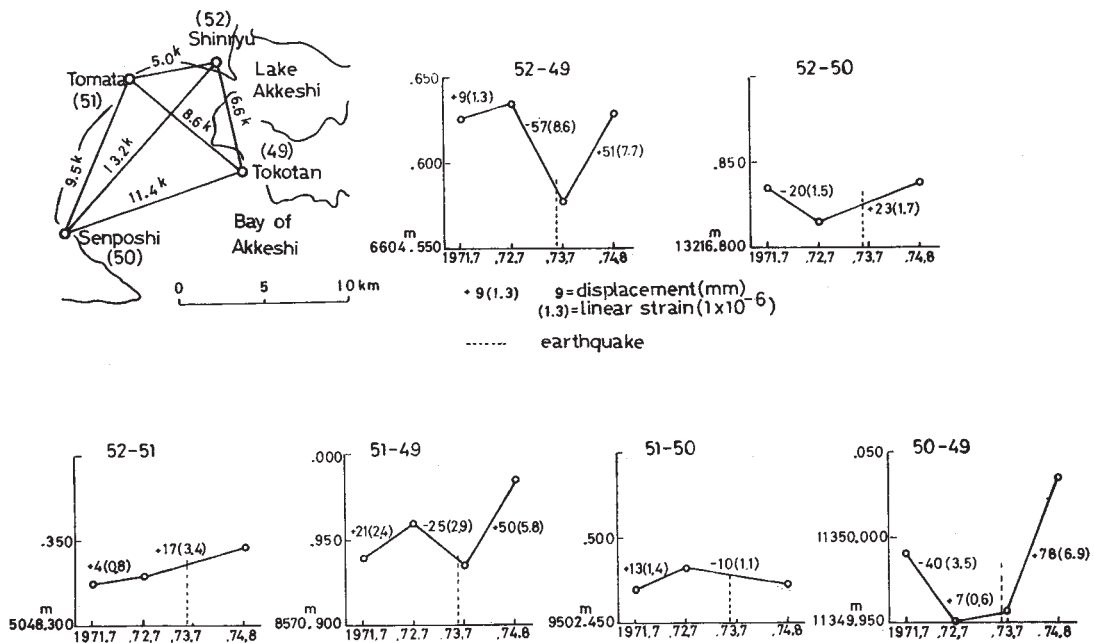 (52)
Shinryu
5.0k
Tomata
(51)
Lake
Akkeshi
6.6k
8.6k
9.5k
13.2k
11.4k
(49)
Tokotan
Senposhi
(50)
Bay of
Akkeshi
0 5 10 km
52-49
.650
+9(1.3)
-57(8.6)
+51(7.7)
.600
m
6604.550
1971.7 ,72.7 ,73.7 ,74.8
52-50
.850
-20(1.5)
+23(1.7)
m
13216.800
1971.7 ,72.7 ,73.7 ,74.8
+9(1.3) 9=displacement(mm)
(1.3)=linear strain(1x10-6)
earthquake
52-51
.350
+4(0.8)
+17(3.4)
m
5048.300
1971.7 ,72.7 ,73.7 ,74.8
51-49
.000
+21(2.4)
-25(2.9)
+50(5.8)
.950
m
8570.900
1971.7 ,72.7 ,73.7 ,74.8
51-50
.500
+13(1.4)
-10(1.1)
m
9502.450
1971.7 ,72.7 ,73.7 ,74.8
50-49
.050
11350.000
-40(3.5)
+7(0.6)
+78(6.9)
m
11349.950
1971.7 ,72.7 ,73.7 ,74.8